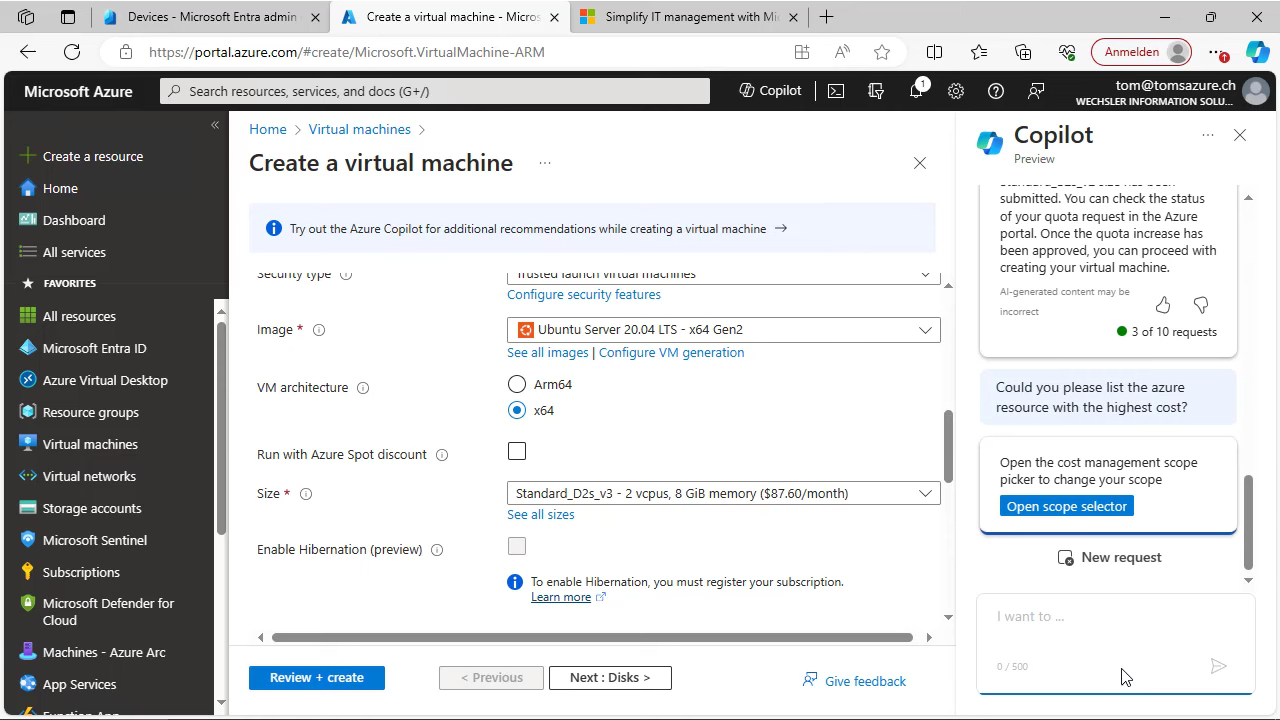 Devices - Microsoft Entra admin
Create a virtual machine - Micros
Simplify IT management with Mi
https://portal.azure.com/#create/Microsoft.VirtualMachine-ARM
Anmelden
Microsoft Azure
Search resources, services, and docs (G+/)
Copilot
1
tom@tomsazure.ch
WECHSLER INFORMATION SOLU...
Create a resource
Home
Dashboard
All services
FAVORITES
All resources
Microsoft Entra ID
Azure Virtual Desktop
Resource groups
Virtual machines
Virtual networks
Storage accounts
Microsoft Sentinel
Subscriptions
Microsoft Defender for
Cloud
Machines - Azure Arc
App Services
Function App
Home > Virtual machines >
Create a virtual machine
Try out the Azure Copilot for additional recommendations while creating a virtual machine
Security type
Trusted launch virtual machines
Configure security features
Image *
Ubuntu Server 20.04 LTS - x64 Gen2
See all images | Configure VM generation
VM architecture
Arm64
x64
Run with Azure Spot discount
Size *
Standard_D2s_v3 - 2 vcpus, 8 GiB memory ($87.60/month)
See all sizes
Enable Hibernation (preview)
To enable Hibernation, you must register your subscription.
Learn more
Review + create
< Previous
Next : Disks >
Give feedback
Copilot
Preview
submitted. You can check the status
of your quota request in the Azure
portal. Once the quota increase has
been approved, you can proceed with
creating your virtual machine.
AI-generated content may be
incorrect
3 of 10 requests
Could you please list the azure
resource with the highest cost?
Open the cost management scope
picker to change your scope
Open scope selector
New request
I want to ...
0 / 500